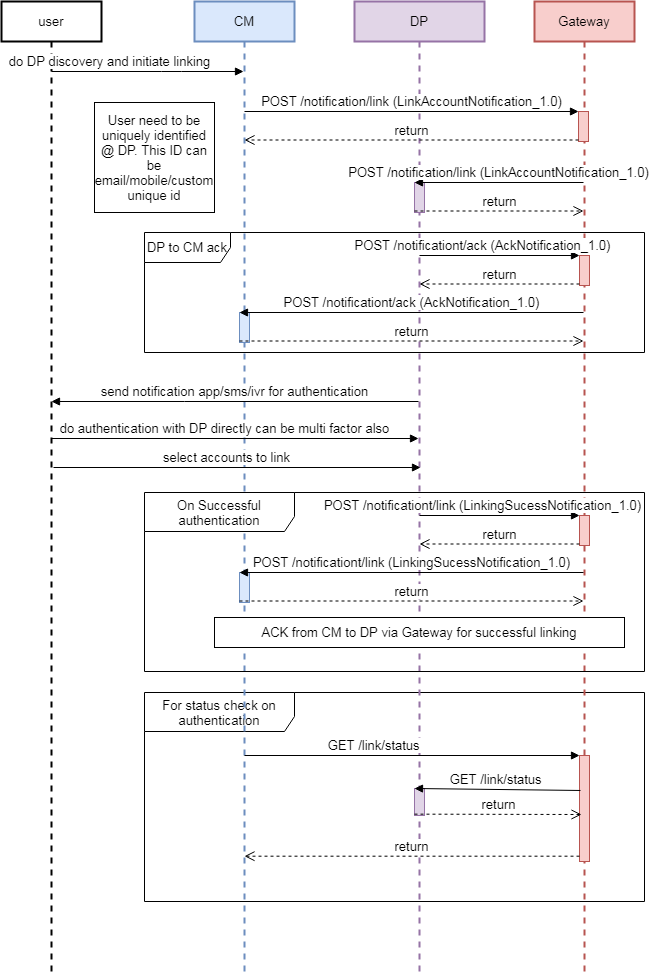 user
CM
DP
Gateway
do DP discovery and initiate linking
POST /notification/link (LinkAccountNotification_1.0)
User need to be
uniquely identified
@ DP. This ID can
be
email/mobile/custom
unique id
return
POST /notification/link (LinkAccountNotification_1.0)
return
DP to CM ack
POST /notificationt/ack (AckNotification_1.0)
return
POST /notificationt/ack (AckNotification_1.0)
return
send notification app/sms/ivr for authentication
do authentication with DP directly can be multi factor also
select accounts to link
On Successful
authentication
POST /notificationt/link (LinkingSucessNotification_1.0)
return
POST /notificationt/link (LinkingSucessNotification_1.0)
return
ACK from CM to DP via Gateway for successful linking
For status check on
authentication
GET /link/status
GET /link/status
return
return